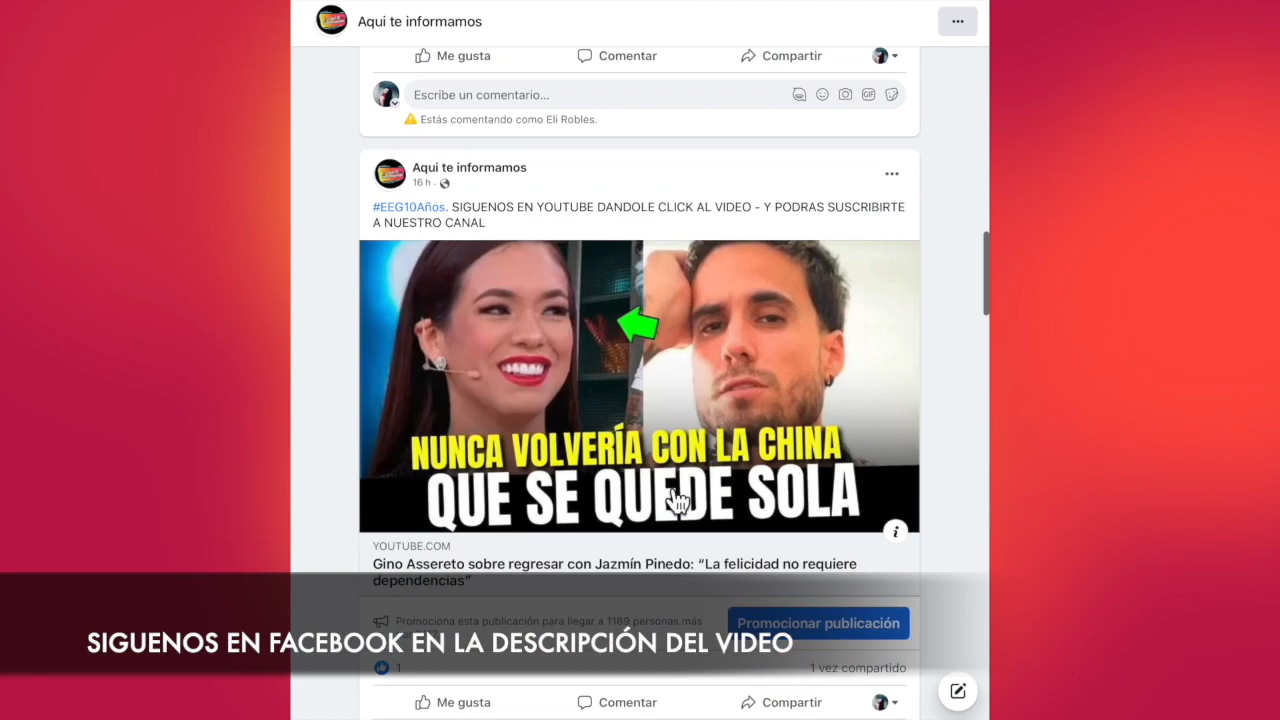 Aqui te informamos
Me gusta
Comentar
Compartir
Escribe un comentario...
GIF
Estás comentando como Eli Robles.
Aqui te informamos
16 h ·
#EEG10Años. SIGUENOS EN YOUTUBE DANDOLE CLICK AL VIDEO - Y PODRAS SUSCRIBIRTE
A NUESTRO CANAL
NUNCA VOLVERÍA CON LA CHINA
QUE SE QUEDE SOLA
YOUTUBE.COM
Gino Assereto sobre regresar con Jazmín Pinedo: “La felicidad no requiere
dependencias”
Promociona esta publicación para llegar a 1189 personas más
Promocionar publicación
SIGUENOS EN FACEBOOK EN LA DESCRIPCIÓN DEL VIDEO
1
1 vez compartido
Me gusta
Comentar
Compartir